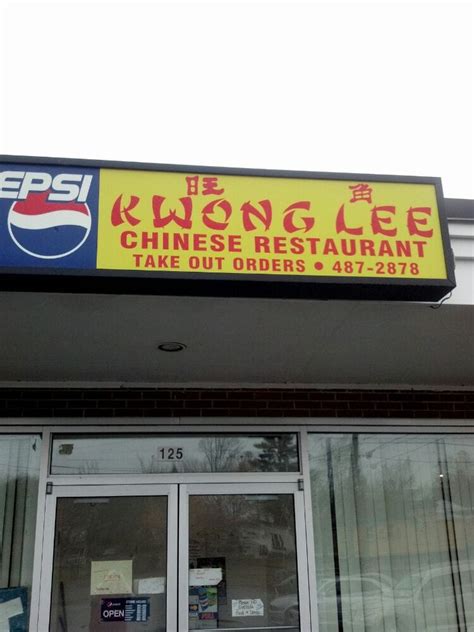 EPSI
旺 角
KWONG LEE
CHINESE RESTAURANT
TAKE OUT ORDERS • 487-2878
125
OPEN